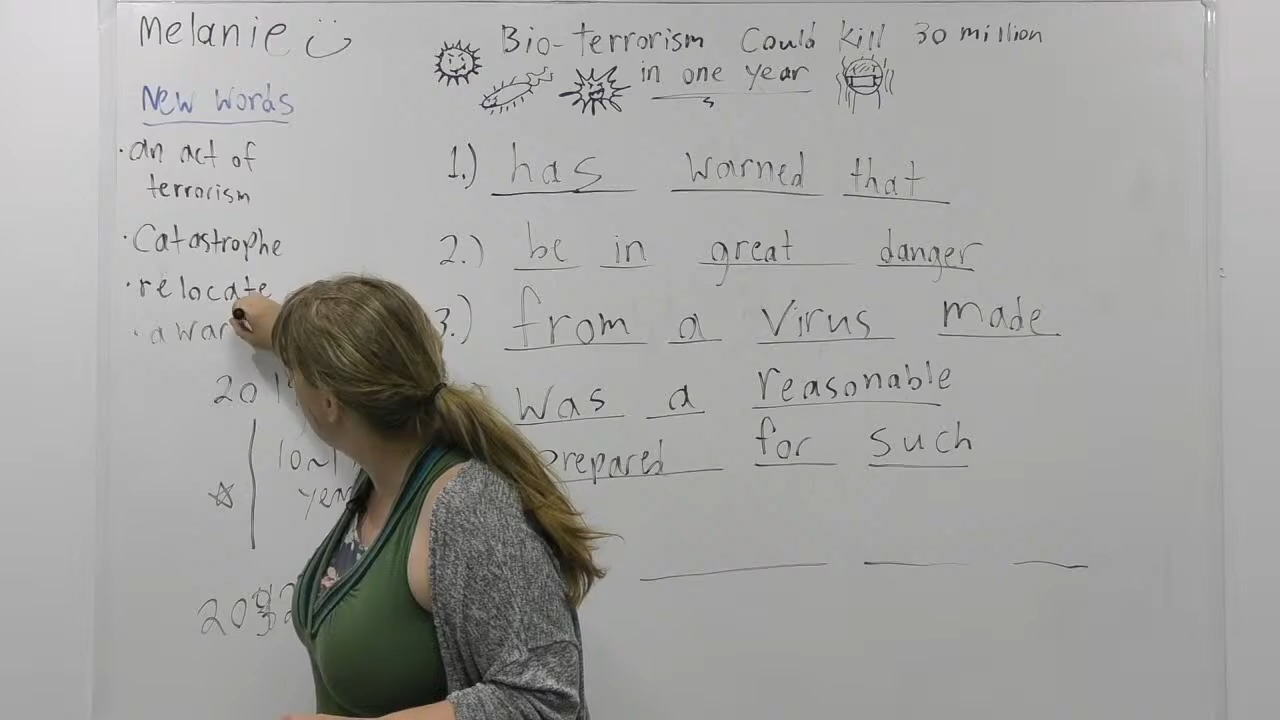 Melanie
New words
· an act of
terrorism
· Catastrophe
· relocate
Bio-terrorism Could kill 30 million
in one year
1.) has warned that
2.) be in great danger
3.) from a virus made
was a reasonable
prepared for such